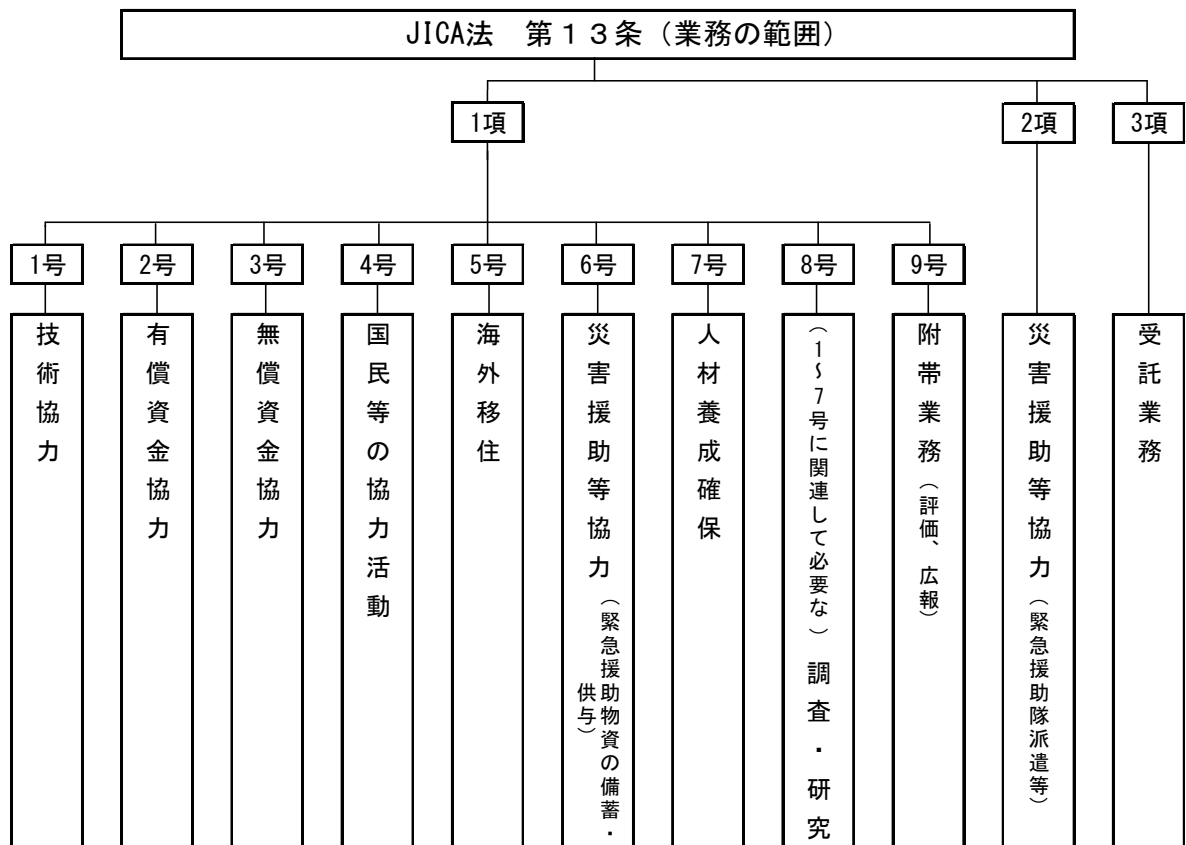 JICA法　第１３条（業務の範囲）
1項
2項
3項
1号
2号
3号
4号
5号
6号
7号
8号
9号
技術協力
有償資金協力
無償資金協力
国民等の協力活動
海外移住
災害援助等協力（緊急援助物資の備蓄・
供与）
人材養成確保
（1～7号に関連して必要な）調査・研究
附帯業務（評価、広報）
災害援助等協力（緊急援助隊派遣等）
受託業務